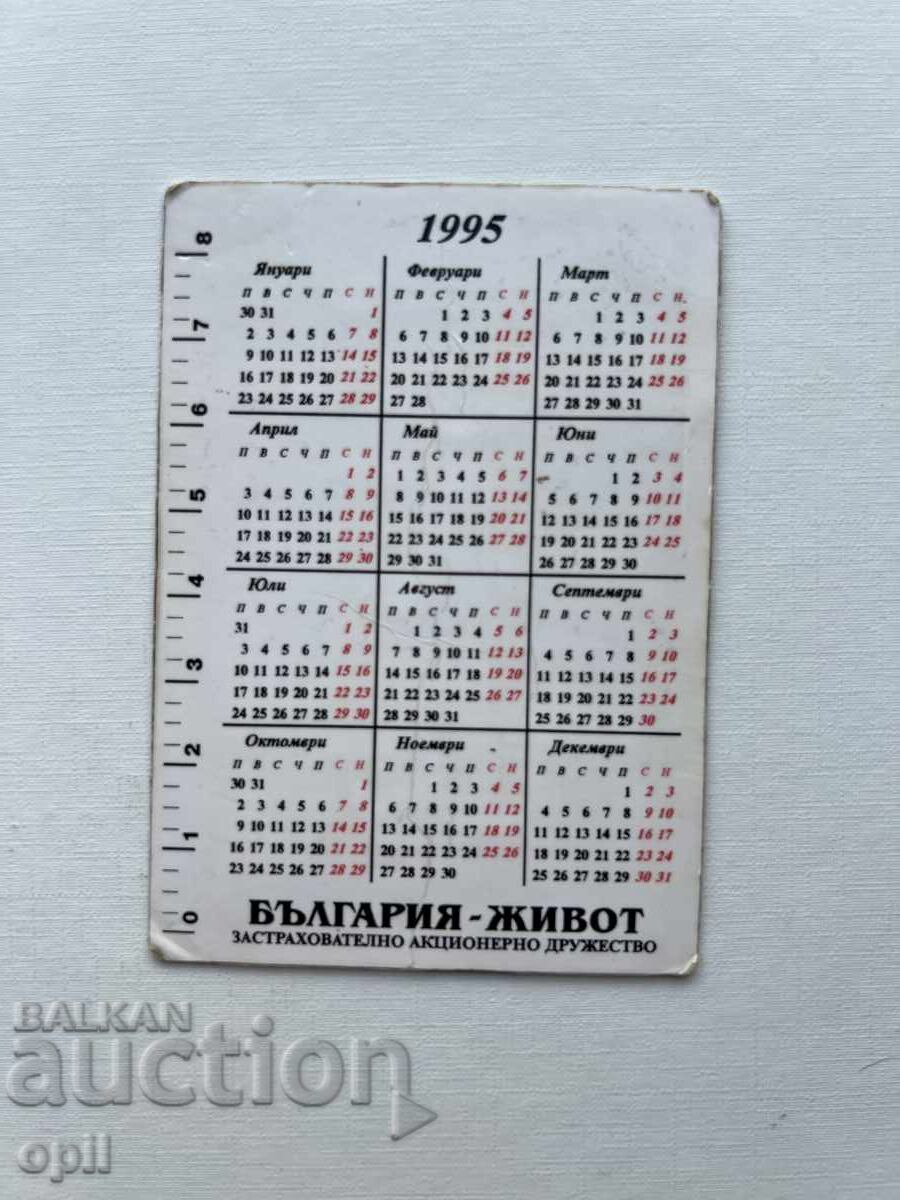 1995
Януари
П В С Ч П С Н
30 31 1
2 3 4 5 6 7 8
9 10 11 12 13 14 15
16 17 18 19 20 21 22
23 24 25 26 27 28 29
Февруари
П В С Ч П С Н
1 2 3 4 5
6 7 8 9 10 11 12
13 14 15 16 17 18 19
20 21 22 23 24 25 26
27 28
Март
П В С Ч П С Н
1 2 3 4 5
6 7 8 9 10 11 12
13 14 15 16 17 18 19
20 21 22 23 24 25 26
27 28 29 30 31
Април
П В С Ч П С Н
1 2
3 4 5 6 7 8 9
10 11 12 13 14 15 16
17 18 19 20 21 22 23
24 25 26 27 28 29 30
Май
П В С Ч П С Н
1 2 3 4 5 6 7
8 9 10 11 12 13 14
15 16 17 18 19 20 21
22 23 24 25 26 27 28
29 30 31
Юни
П В С Ч П С Н
1 2 3 4
5 6 7 8 9 10 11
12 13 14 15 16 17 18
19 20 21 22 23 24 25
26 27 28 29 30
Юли
П В С Ч П С Н
31 1 2
3 4 5 6 7 8 9
10 11 12 13 14 15 16
17 18 19 20 21 22 23
24 25 26 27 28 29 30
Август
П В С Ч П С Н
1 2 3 4 5 6
7 8 9 10 11 12 13
14 15 16 17 18 19 20
21 22 23 24 25 26 27
28 29 30 31
Септември
П В С Ч П С Н
1 2 3
4 5 6 7 8 9 10
11 12 13 14 15 16 17
18 19 20 21 22 23 24
25 26 27 28 29 30
Октомври
П В С Ч П С Н
30 31 1
2 3 4 5 6 7 8
9 10 11 12 13 14 15
16 17 18 19 20 21 22
23 24 25 26 27 28 29
Ноември
П В С Ч П С Н
1 2 3 4 5
6 7 8 9 10 11 12
13 14 15 16 17 18 19
20 21 22 23 24 25 26
27 28 29 30
Декември
П В С Ч П С Н
1 2 3
4 5 6 7 8 9 10
11 12 13 14 15 16 17
18 19 20 21 22 23 24
25 26 27 28 29 30 31
БЪЛГАРИЯ - ЖИВОТ
ЗАСТРАХОВАТЕЛНО АКЦИОНЕРНО ДРУЖЕСТВО
0 1 2 3 4 5 6 7 8
BALKAN
auction
opil